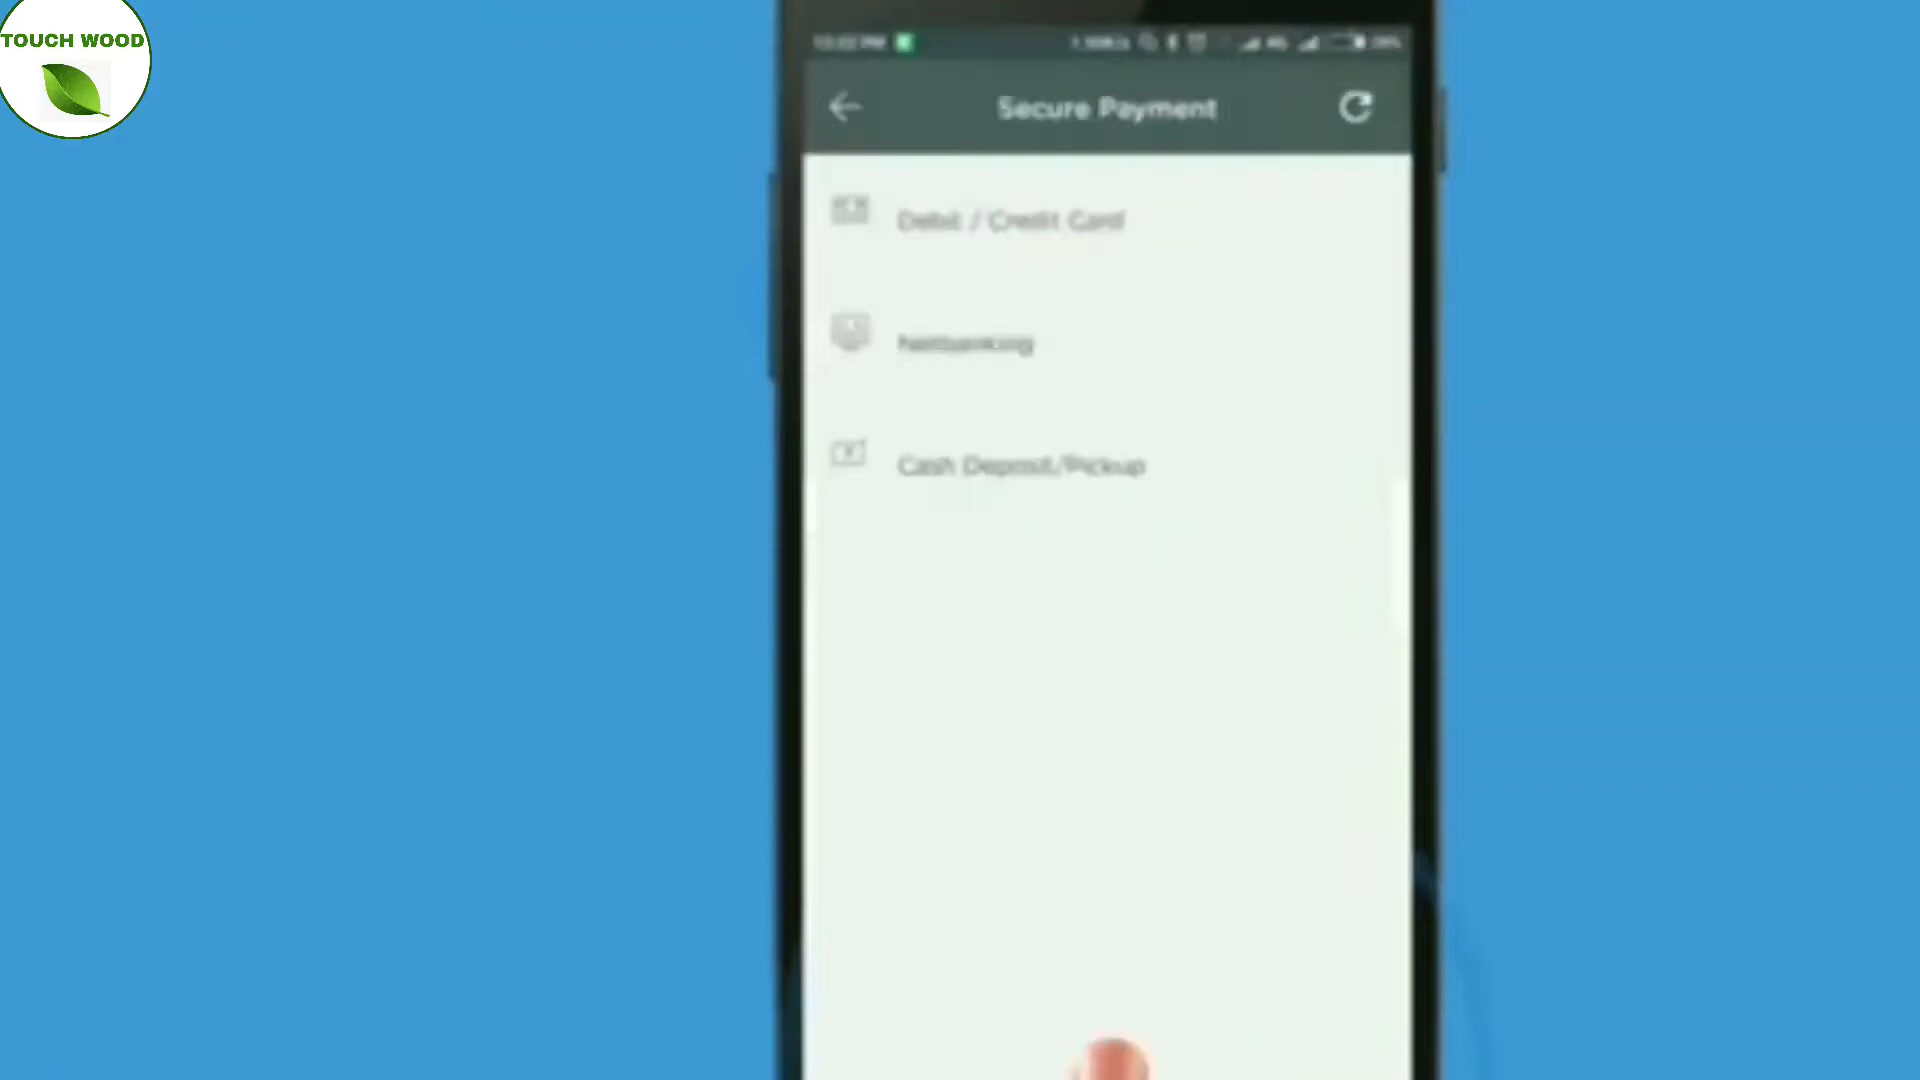 TOUCH WOOD
Secure Payment
Debit / Credit Card
Netbanking
Cash Deposit/Pickup